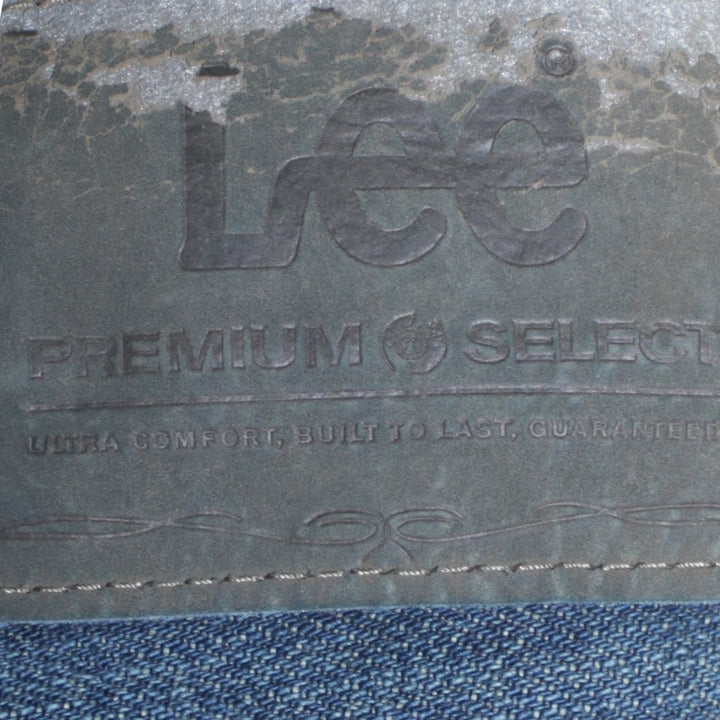 Lee®
PREMIUM SELECT
ULTRA COMFORT, BUILT TO LAST, GUARANTEED